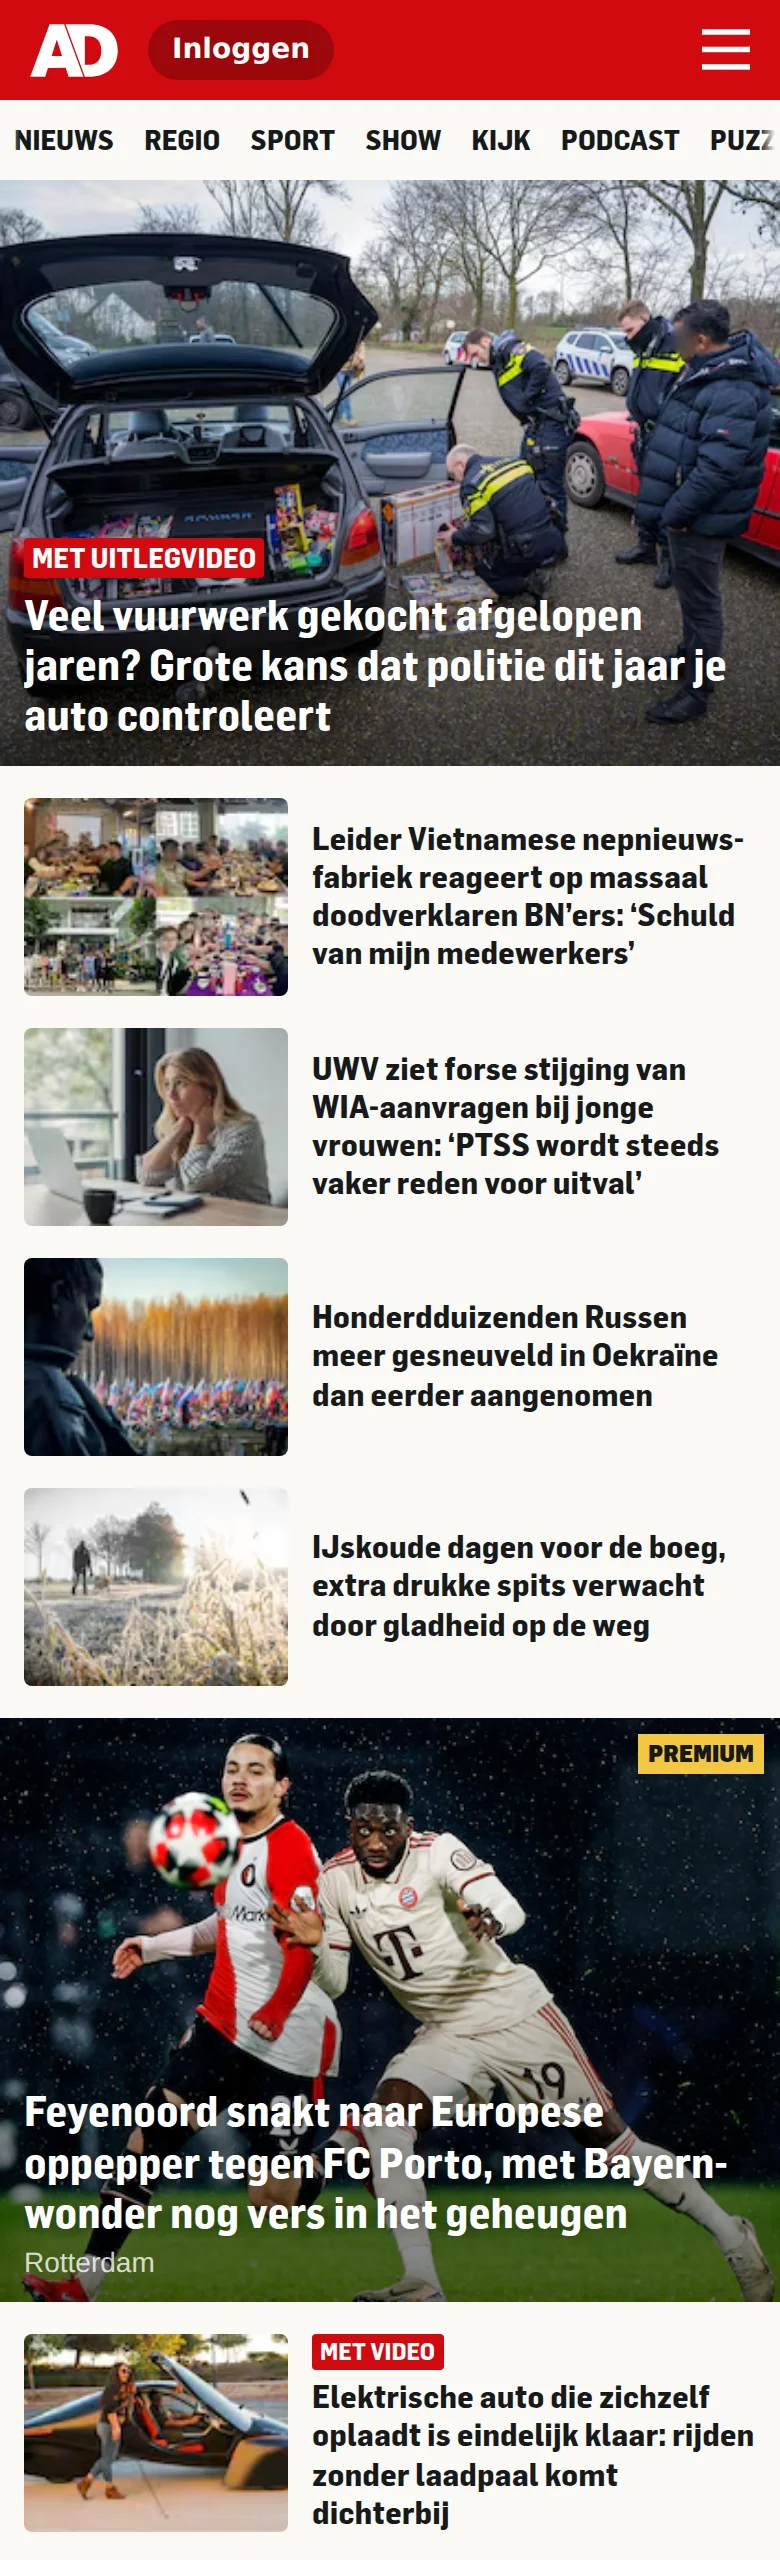 AD
Inloggen
NIEUWS REGIO SPORT SHOW KIJK PODCAST PUZZ
MET UITLEGVIDEO
Veel vuurwerk gekocht afgelopen
jaren? Grote kans dat politie dit jaar je
auto controleert
Leider Vietnamese nepnieuws-
fabriek reageert op massaal
doodverklaren BN’ers: ‘Schuld
van mijn medewerkers’
UWV ziet forse stijging van
WIA-aanvragen bij jonge
vrouwen: ‘PTSS wordt steeds
vaker reden voor uitval’
Honderdduizenden Russen
meer gesneuveld in Oekraïne
dan eerder aangenomen
IJskoude dagen voor de boeg,
extra drukke spits verwacht
door gladheid op de weg
PREMIUM
T
19
Feyenoord snakt naar Europese
oppepper tegen FC Porto, met Bayern-
wonder nog vers in het geheugen
Rotterdam
MET VIDEO
Elektrische auto die zichzelf
oplaadt is eindelijk klaar: rijden
zonder laadpaal komt
dichterbij